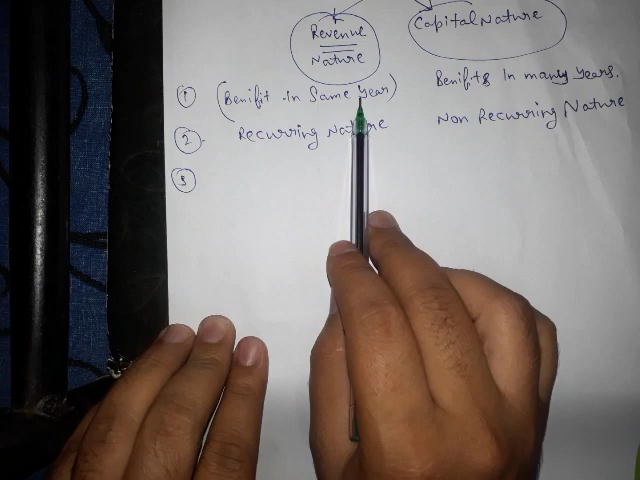 Revenue
Nature
Capital Nature
① (Benifit in Same Year)
Benifits In many Years.
②. Recurring Nature
Non Recurring Nature
③